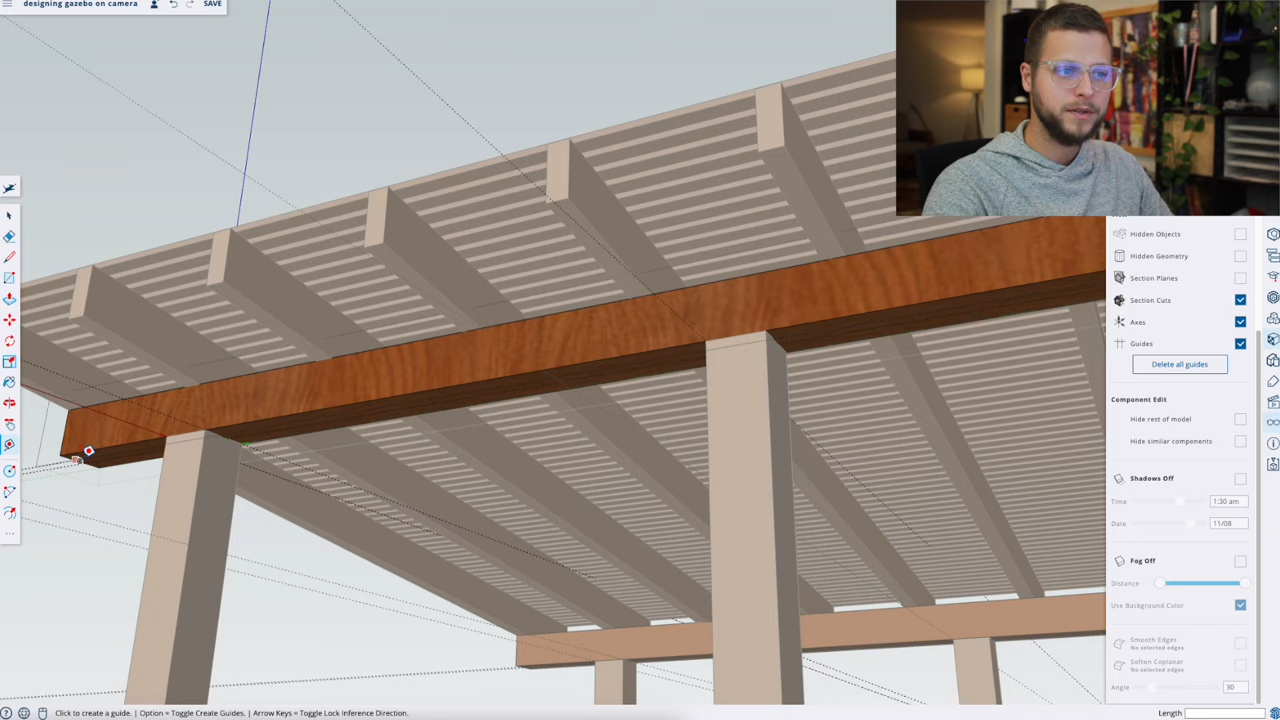 designing gazebo on camera
SAVE
Hidden Objects
Hidden Geometry
Section Planes
Section Cuts
Axes
Guides
Delete all guides
Component Edit
Hide rest of model
Hide similar components
Shadows Off
Time
1:30 am
Date
11/08
Fog Off
Distance
Use Background Color
Smooth Edges
No selected edges
Soften Coplanar
No selected edges
Angle
30
Click to create a guide. | Option = Toggle Create Guides. | Arrow Keys = Toggle Lock Inference Direction.
Length